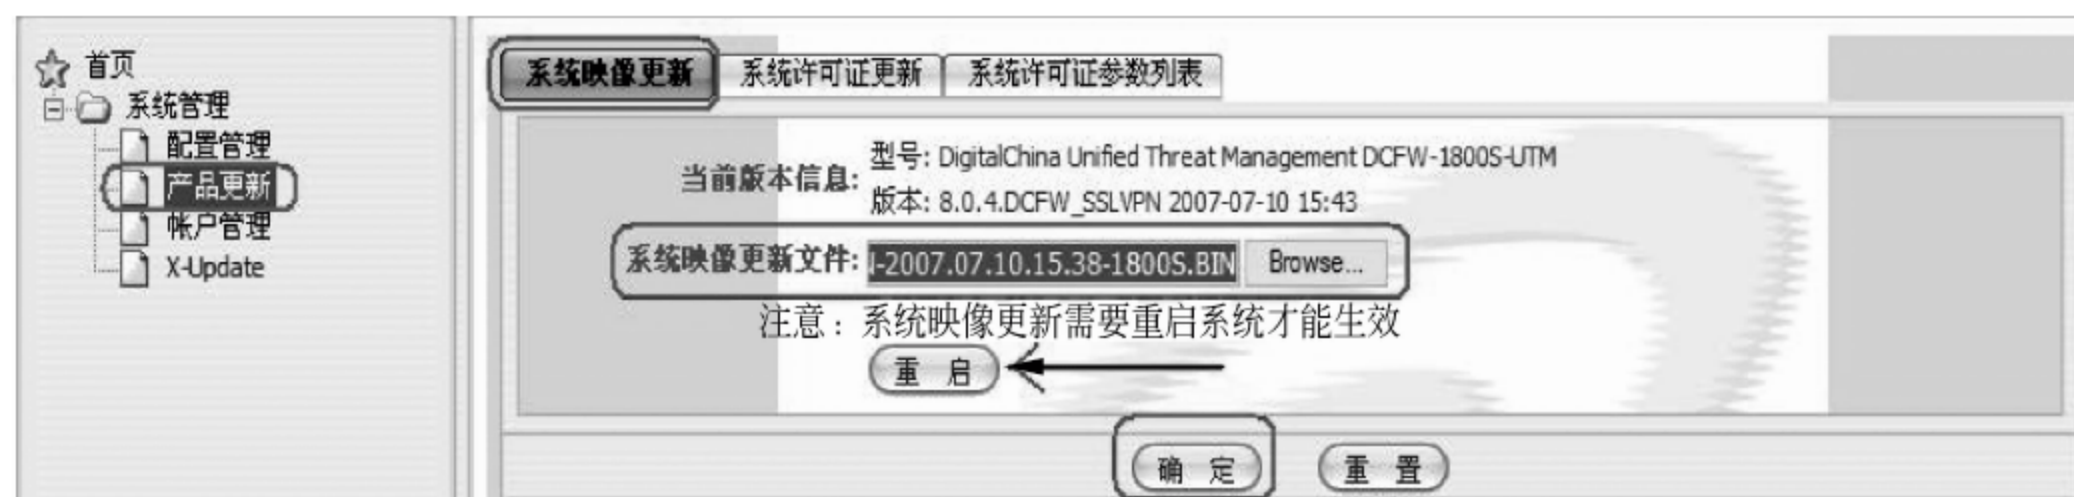 首页
系统管理
配置管理
产品更新
帐户管理
X-Update
系统映像更新 系统许可证更新 系统许可证参数列表
当前版本信息:
型号: DigitalChina Unified Threat Management DCFW-1800S-UTM
版本: 8.0.4.DCFW_SSLVPN 2007-07-10 15:43
系统映像更新文件: -2007.07.10.15.38-1800S.BIN Browse...
注意：系统映像更新需要重启系统才能生效
重 启
确 定 重 置